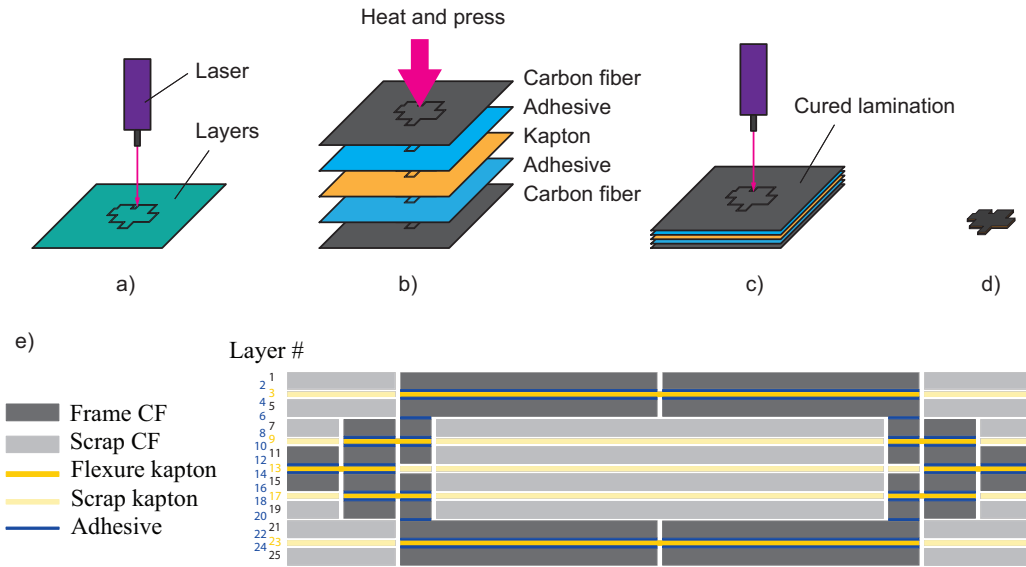 Heat and press
Laser
Layers
Carbon fiber
Adhesive
Kapton
Adhesive
Carbon fiber
Cured lamination
a)
b)
c)
d)
e)
Layer #
Frame CF
Scrap CF
Flexure kapton
Scrap kapton
Adhesive
1
2
3
4
5
6
7
8
9
10
11
12
13
14
15
16
17
18
19
20
21
22
23
24
25